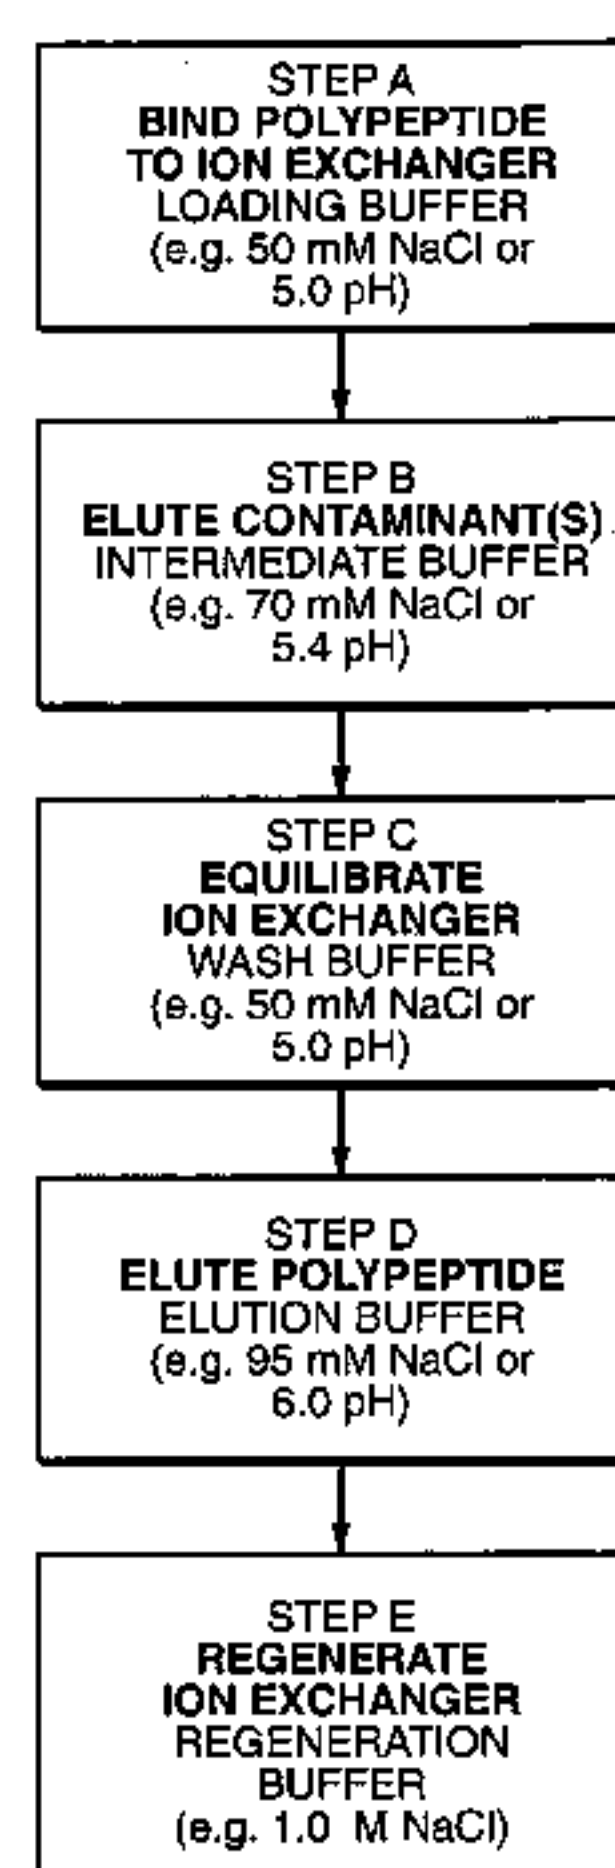 STEP A
BIND POLYPEPTIDE
TO ION EXCHANGER
LOADING BUFFER
(e.g. 50 mM NaCl or
5.0 pH)
STEP B
ELUTE CONTAMINANT(S)
INTERMEDIATE BUFFER
(e.g. 70 mM NaCl or
5.4 pH)
STEP C
EQUILIBRATE
ION EXCHANGER
WASH BUFFER
(e.g. 50 mM NaCl or
5.0 pH)
STEP D
ELUTE POLYPEPTIDE
ELUTION BUFFER
(e.g. 95 mM NaCl or
6.0 pH)
STEP E
REGENERATE
ION EXCHANGER
REGENERATION
BUFFER
(e.g. 1.0 M NaCl)